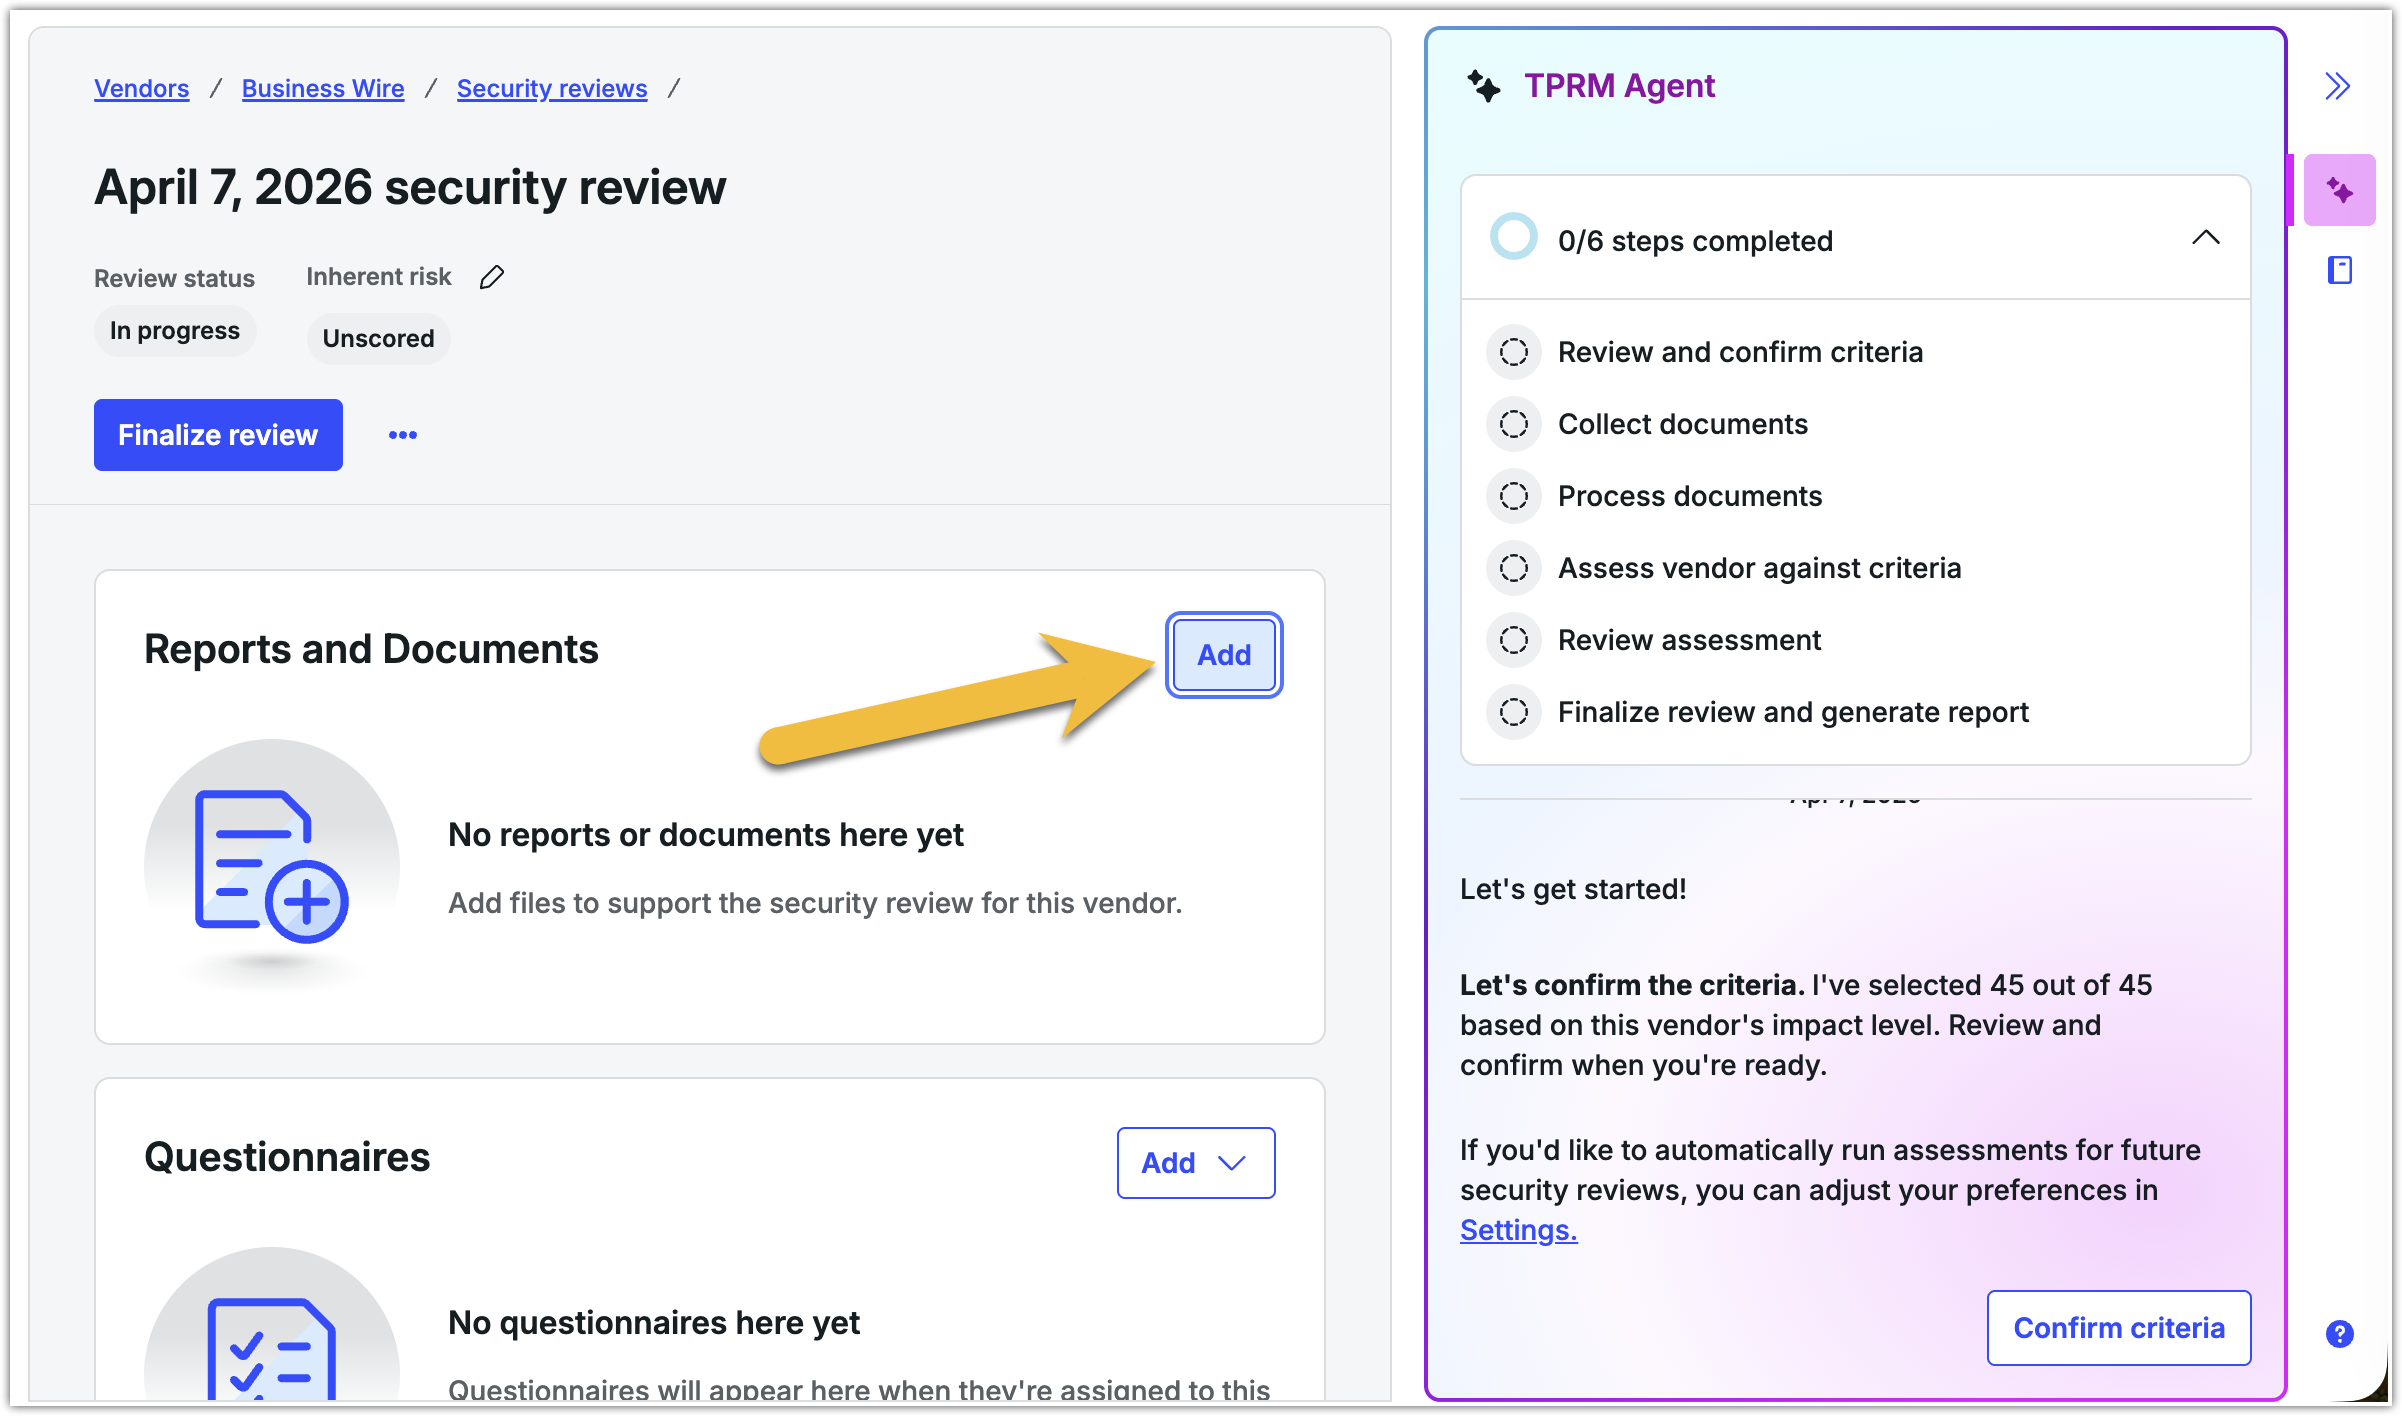 Vendors / Business Wire / Security reviews /
April 7, 2026 security review
Review status
Inherent risk
In progress
Unscored
Finalize review
Reports and Documents
Add
No reports or documents here yet
Add files to support the security review for this vendor.
Questionnaires
Add
No questionnaires here yet
Questionnaires will appear here when they're assigned to this
TPRM Agent
0/6 steps completed
Review and confirm criteria
Collect documents
Process documents
Assess vendor against criteria
Review assessment
Finalize review and generate report
Apr 7, 2026
Let's get started!
Let's confirm the criteria. I've selected 45 out of 45
based on this vendor's impact level. Review and
confirm when you're ready.
If you'd like to automatically run assessments for future
security reviews, you can adjust your preferences in
Settings.
Confirm criteria
?